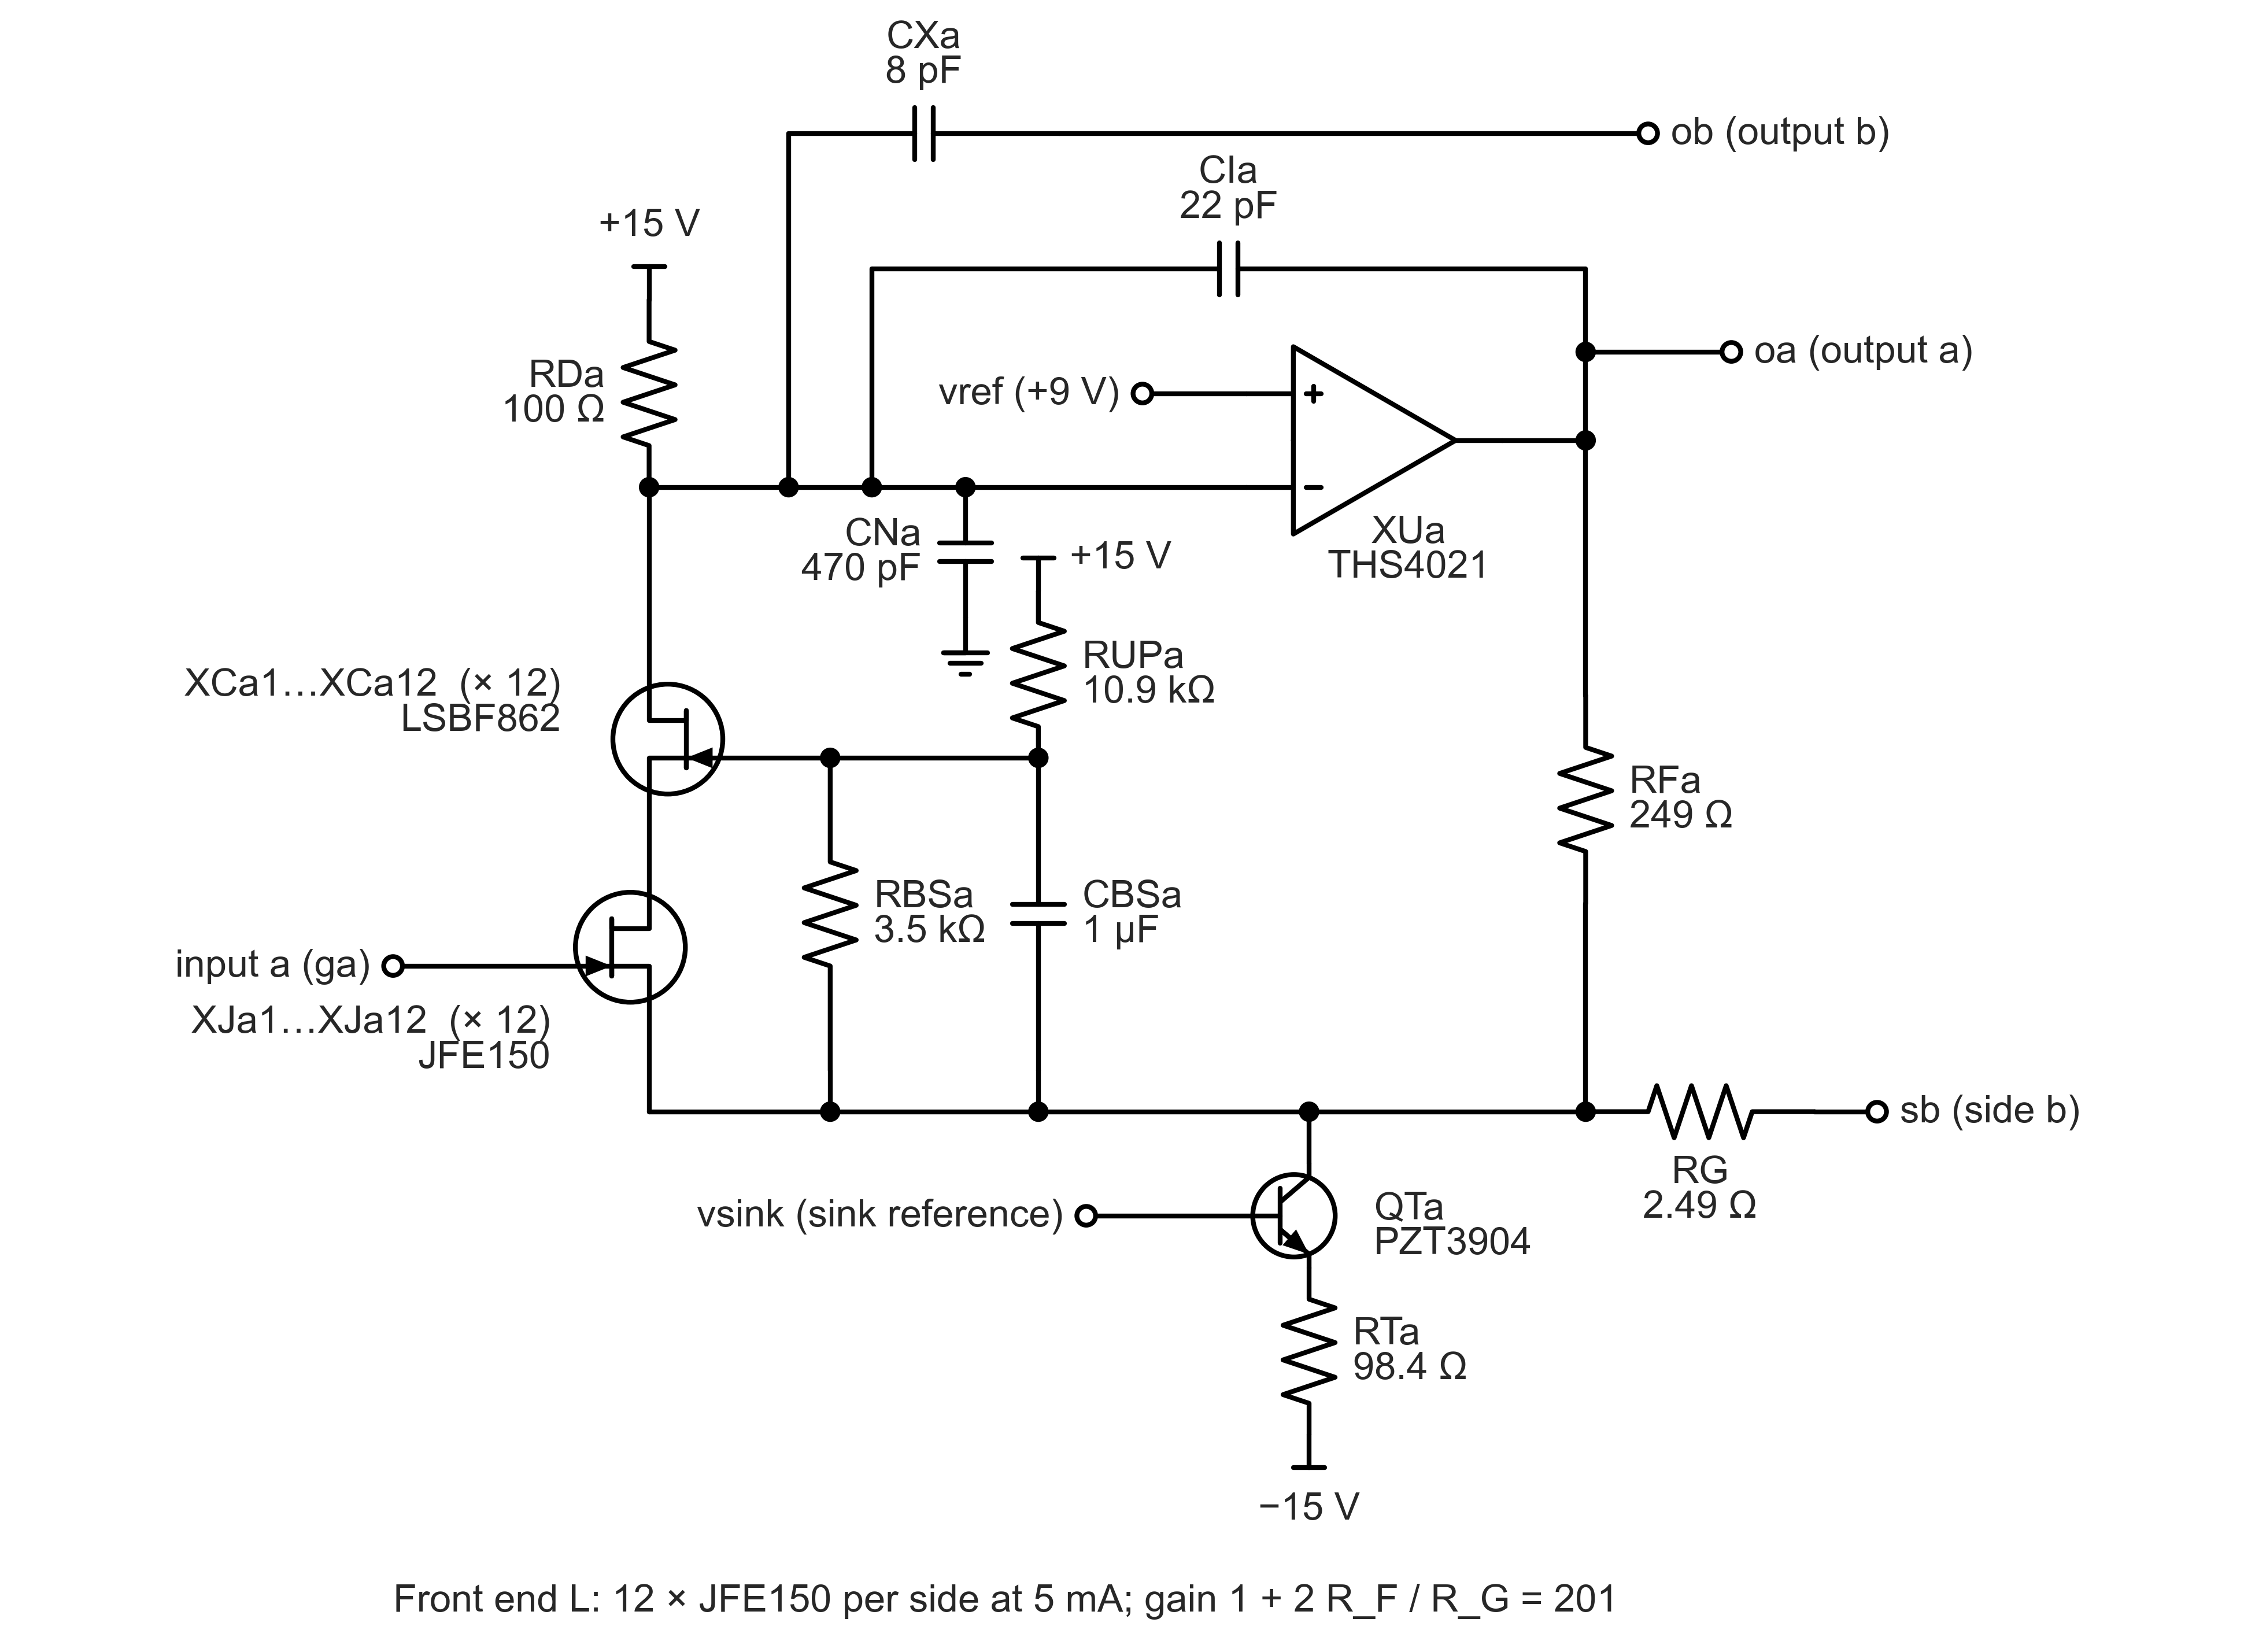 CXa
8 pF
ob (output b)
CIa
22 pF
+15 V
oa (output a)
RDa
100 Ω
vref (+9 V)
+
−
XUa
THS4021
CNa
470 pF
+15 V
RUPa
10.9 kΩ
XCa1…XCa12 (× 12)
LSBF862
RFa
249 Ω
RBSa
3.5 kΩ
CBSa
1 µF
input a (ga)
XJa1…XJa12 (× 12)
JFE150
sb (side b)
RG
2.49 Ω
vsink (sink reference)
QTa
PZT3904
RTa
98.4 Ω
−15 V
Front end L: 12 × JFE150 per side at 5 mA; gain 1 + 2 R_F / R_G = 201